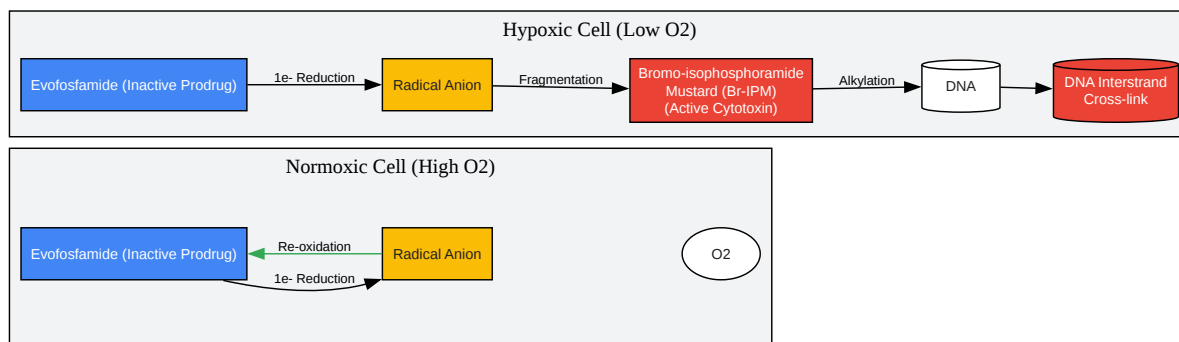 Hypoxic Cell (Low O2)
Evofosfamide (Inactive Prodrug)
1e- Reduction
Radical Anion
Fragmentation
Bromo-isophosphoramide
Mustard (Br-IPM)
(Active Cytotoxin)
Alkylation
DNA
DNA Interstrand
Cross-link
Normoxic Cell (High O2)
Evofosfamide (Inactive Prodrug)
Re-oxidation
1e- Reduction
Radical Anion
O2